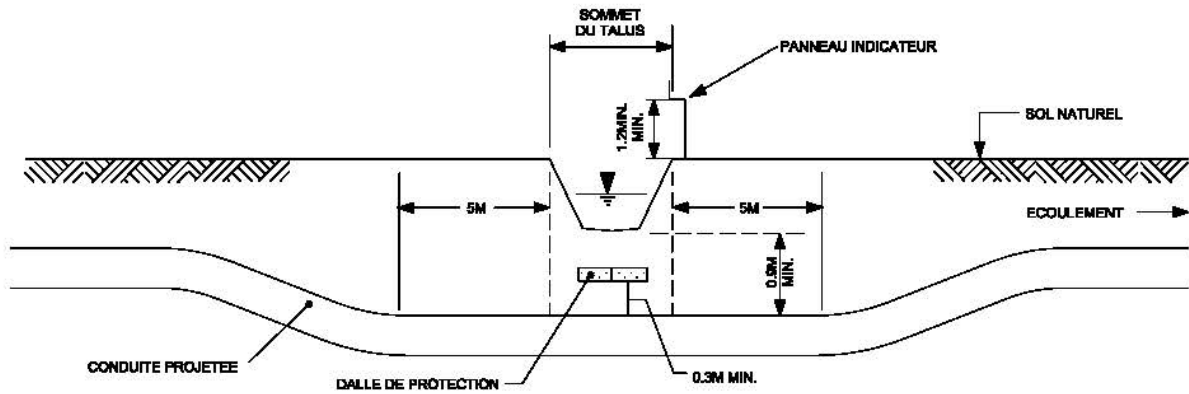 SOMMET
DU TALUS
PANNEAU INDICATEUR
1.2MIN.
MIN.
SOL NATUREL
5M
5M
ECOULEMENT
0.9M
MIN.
CONDUITE PROJETEE
DALLE DE PROTECTION
0.3M MIN.